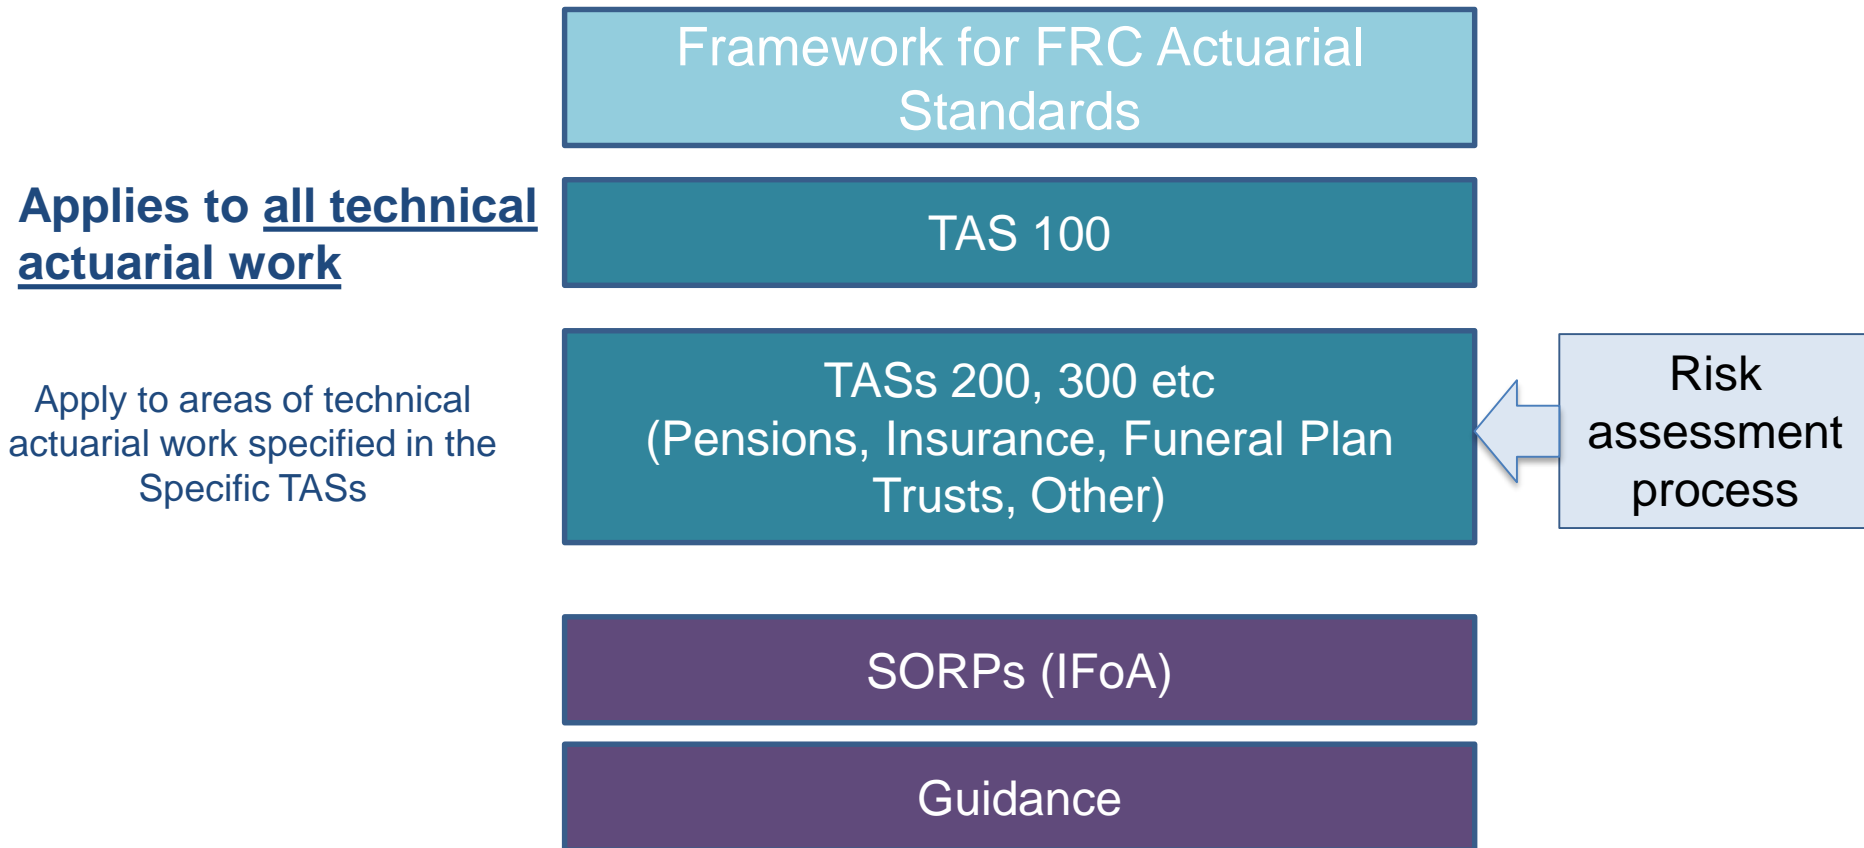 Framework for FRC Actuarial
Standards
Applies to all technical
actuarial work
TAS 100
Apply to areas of technical
actuarial work specified in the
Specific TASs
TASs 200, 300 etc
(Pensions, Insurance, Funeral Plan
Trusts, Other)
Risk
assessment
process
SORPs (IFoA)
Guidance